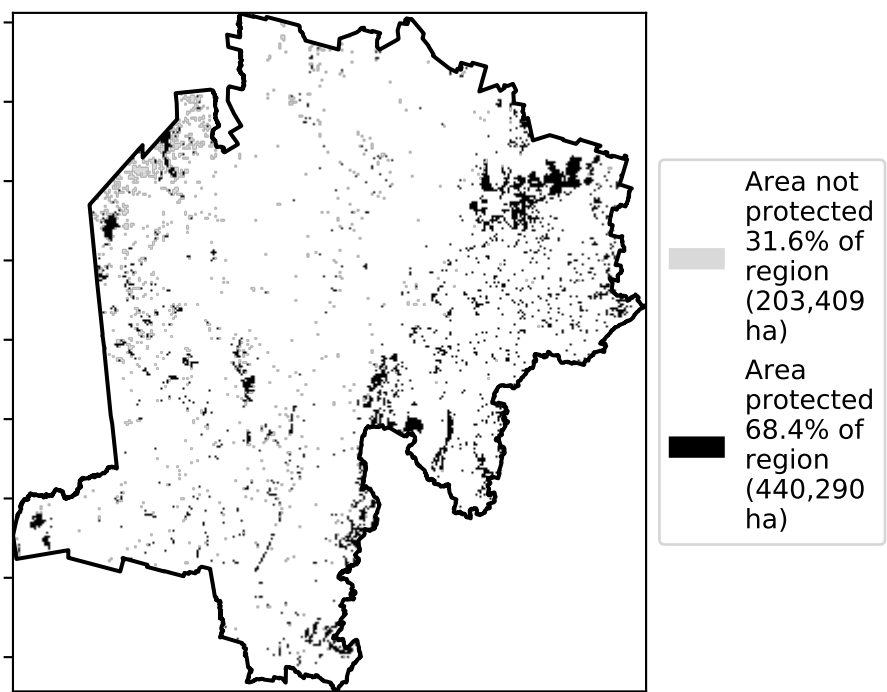 Area not
protected
31.6% of
region
(203,409
ha)
Area
protected
68.4% of
region
(440,290
ha)